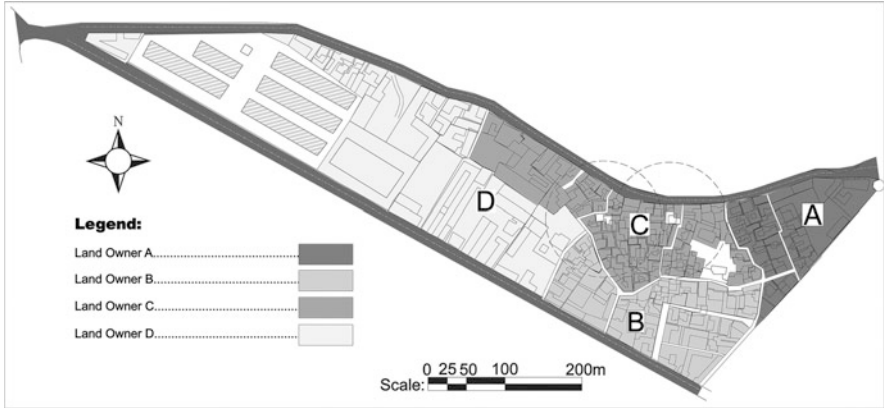 N
A
D
C
B
Legend:
Land Owner A
Land Owner B
Land Owner C
Land Owner D
0 25 50 100 200m
Scale: